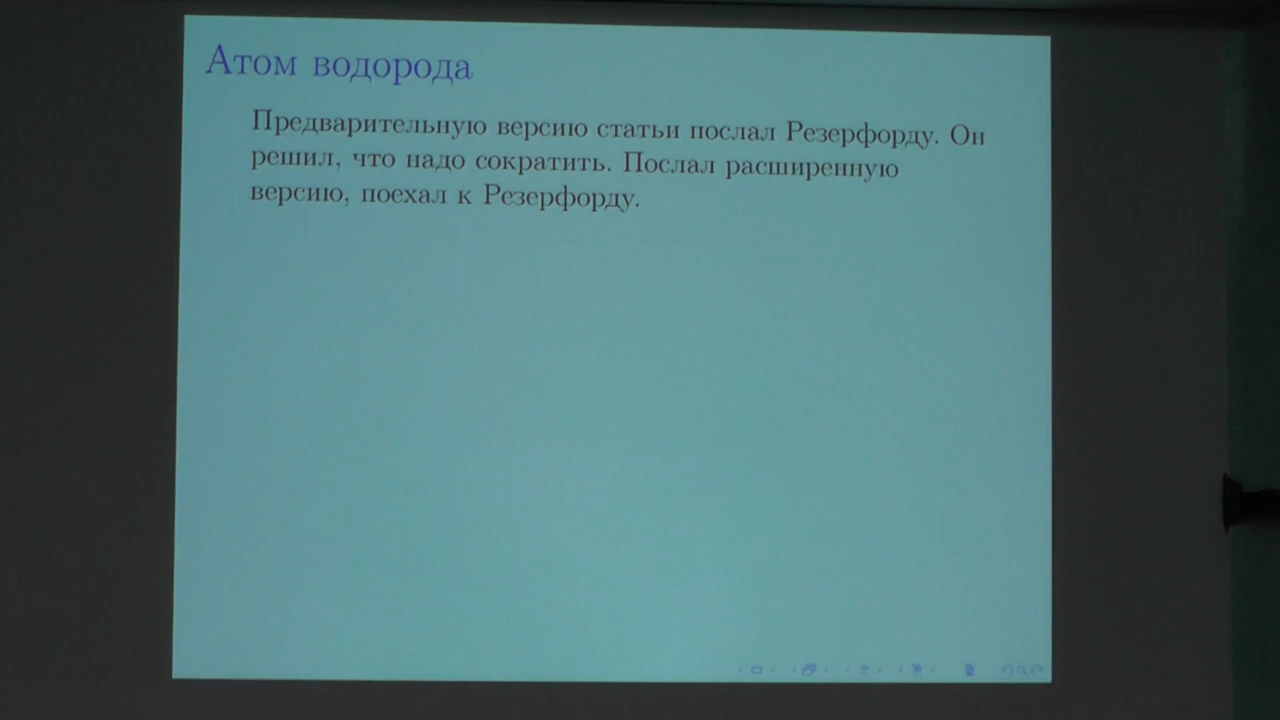 Атом водорода
Предварительную версию статьи послал Резерфорду. Он
решил, что надо сократить. Послал расширенную
версию, поехал к Резерфорду.